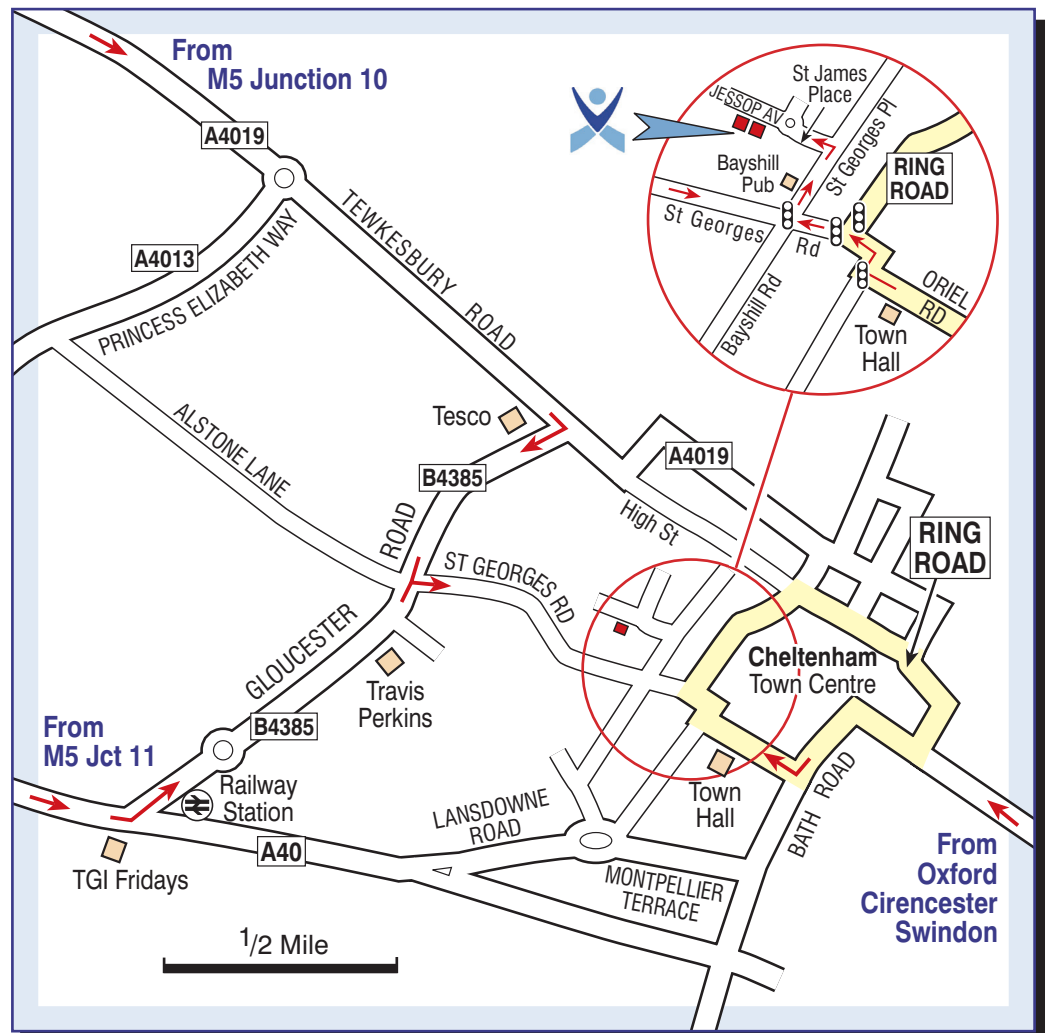 From
M5 Junction 10
A4019
TEWKESBURY ROAD
A4013
PRINCESS ELIZABETH WAY
ALSTONE LANE
Tesco
B4385
GLOUCESTER ROAD
ST GEORGES RD
A4019
High St
RING
ROAD
Cheltenham
Town Centre
Travis
Perkins
B4385
From
M5 Jct 11
Railway
Station
TGI Fridays
A40
LANSDOWNE
ROAD
MONTPELLIER
TERRACE
Town
Hall
BATH ROAD
From
Oxford
Cirencester
Swindon
1/2 Mile
St James
Place
JESSOP AV
St Georges Pl
Bayshill
Pub
RING
ROAD
St Georges Rd
Bayshill Rd
ORIEL
RD
Town
Hall